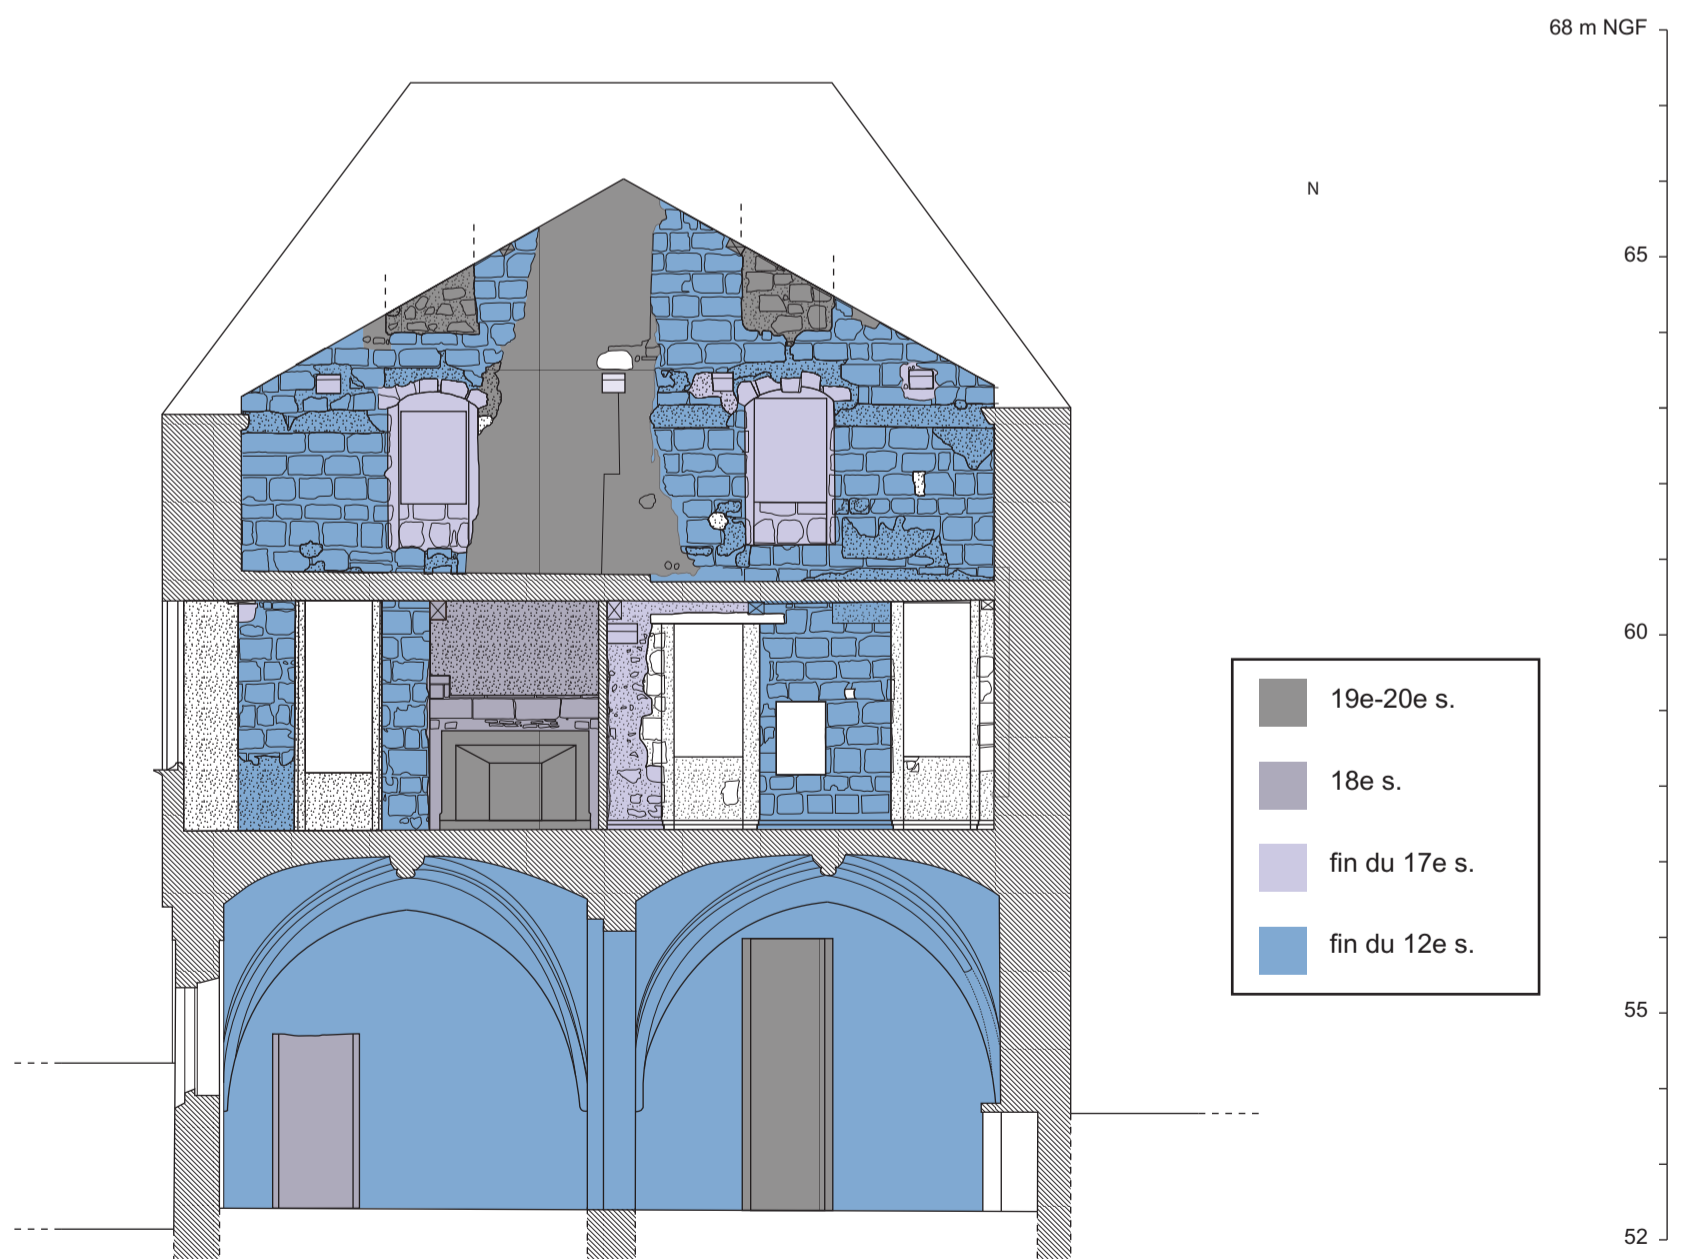 68 m NGF
N
65
60
19e-20e s.
18e s.
fin du 17e s.
fin du 12e s.
55
52